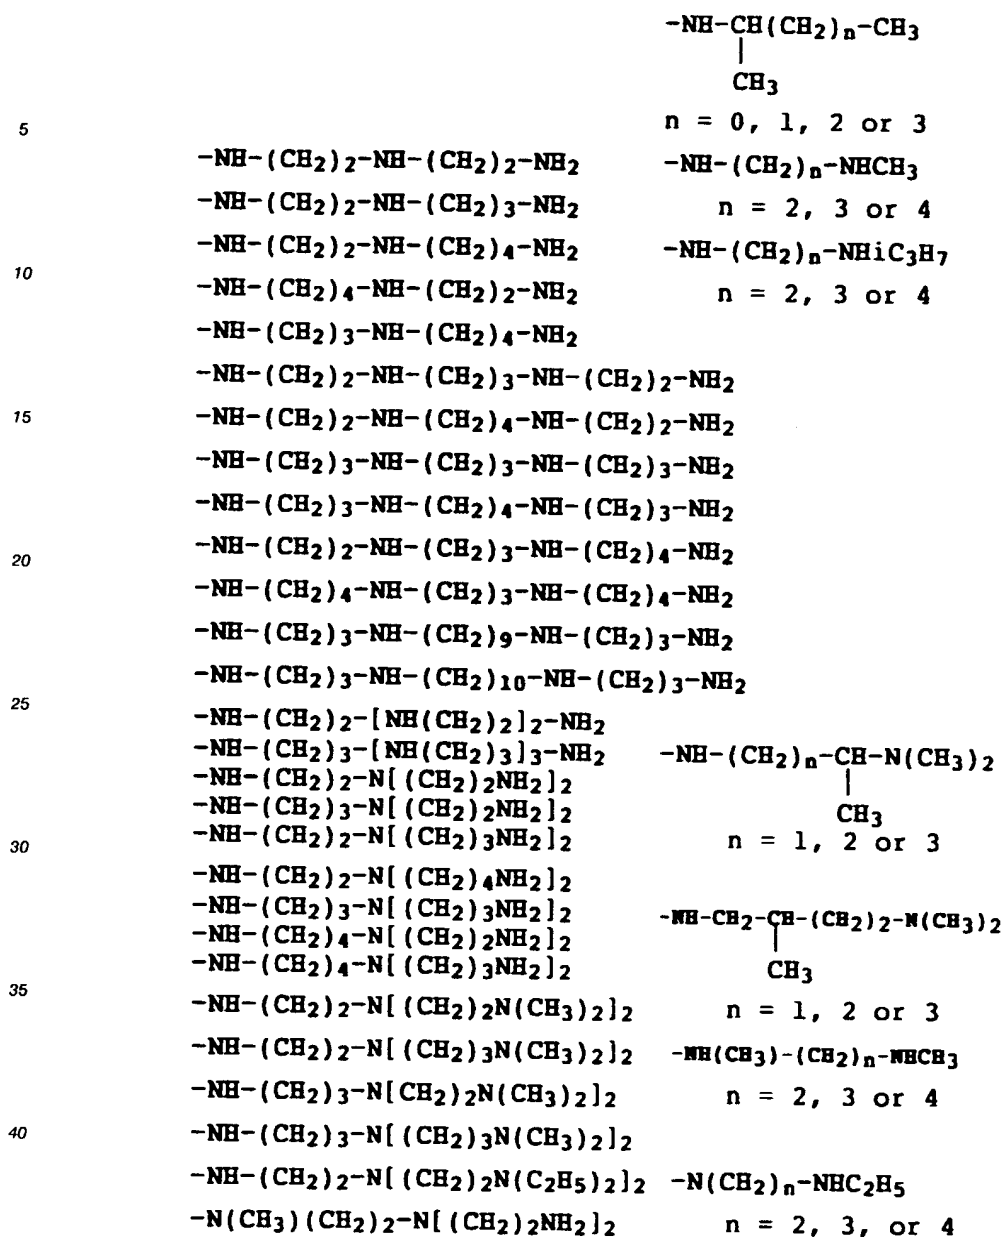 -NH-CH(CH₂)ₙ-CH₃
|
CH₃
5
n = 0, 1, 2 or 3
-NH-(CH₂)₂-NH-(CH₂)₂-NH₂ -NH-(CH₂)ₙ-NHCH₃
-NH-(CH₂)₂-NH-(CH₂)₃-NH₂ n = 2, 3 or 4
-NH-(CH₂)₂-NH-(CH₂)₄-NH₂ -NH-(CH₂)ₙ-NHiC₃H₇
10
-NH-(CH₂)₄-NH-(CH₂)₂-NH₂ n = 2, 3 or 4
-NH-(CH₂)₃-NH-(CH₂)₄-NH₂
-NH-(CH₂)₂-NH-(CH₂)₃-NH-(CH₂)₂-NH₂
15 -NH-(CH₂)₂-NH-(CH₂)₄-NH-(CH₂)₂-NH₂
-NH-(CH₂)₃-NH-(CH₂)₃-NH-(CH₂)₃-NH₂
-NH-(CH₂)₃-NH-(CH₂)₄-NH-(CH₂)₃-NH₂
20 -NH-(CH₂)₂-NH-(CH₂)₃-NH-(CH₂)₄-NH₂
-NH-(CH₂)₄-NH-(CH₂)₃-NH-(CH₂)₄-NH₂
-NH-(CH₂)₃-NH-(CH₂)₉-NH-(CH₂)₃-NH₂
-NH-(CH₂)₃-NH-(CH₂)₁₀-NH-(CH₂)₃-NH₂
25
-NH-(CH₂)₂-[NH(CH₂)₂]₂-NH₂
-NH-(CH₂)₃-[NH(CH₂)₃]₃-NH₂ -NH-(CH₂)ₙ-CH-N(CH₃)₂
-NH-(CH₂)₂-N[(CH₂)₂NH₂]₂ |
-NH-(CH₂)₃-N[(CH₂)₂NH₂]₂ CH₃
-NH-(CH₂)₂-N[(CH₂)₃NH₂]₂ n = 1, 2 or 3
30
-NH-(CH₂)₂-N[(CH₂)₄NH₂]₂
-NH-(CH₂)₃-N[(CH₂)₃NH₂]₂ -NH-CH₂-CH-(CH₂)₂-N(CH₃)₂
-NH-(CH₂)₄-N[(CH₂)₂NH₂]₂ |
-NH-(CH₂)₄-N[(CH₂)₃NH₂]₂ CH₃
35
-NH-(CH₂)₂-N[(CH₂)₂N(CH₃)₂]₂ n = 1, 2 or 3
-NH-(CH₂)₂-N[(CH₂)₃N(CH₃)₂]₂ -NH(CH₃)-(CH₂)ₙ-NHCH₃
-NH-(CH₂)₃-N[CH₂)₂N(CH₃)₂]₂ n = 2, 3 or 4
40 -NH-(CH₂)₃-N[(CH₂)₃N(CH₃)₂]₂
-NH-(CH₂)₂-N[(CH₂)₂N(C₂H₅)₂]₂ -N(CH₂)ₙ-NHC₂H₅
-N(CH₃)(CH₂)₂-N[(CH₂)₂NH₂]₂ n = 2, 3, or 4